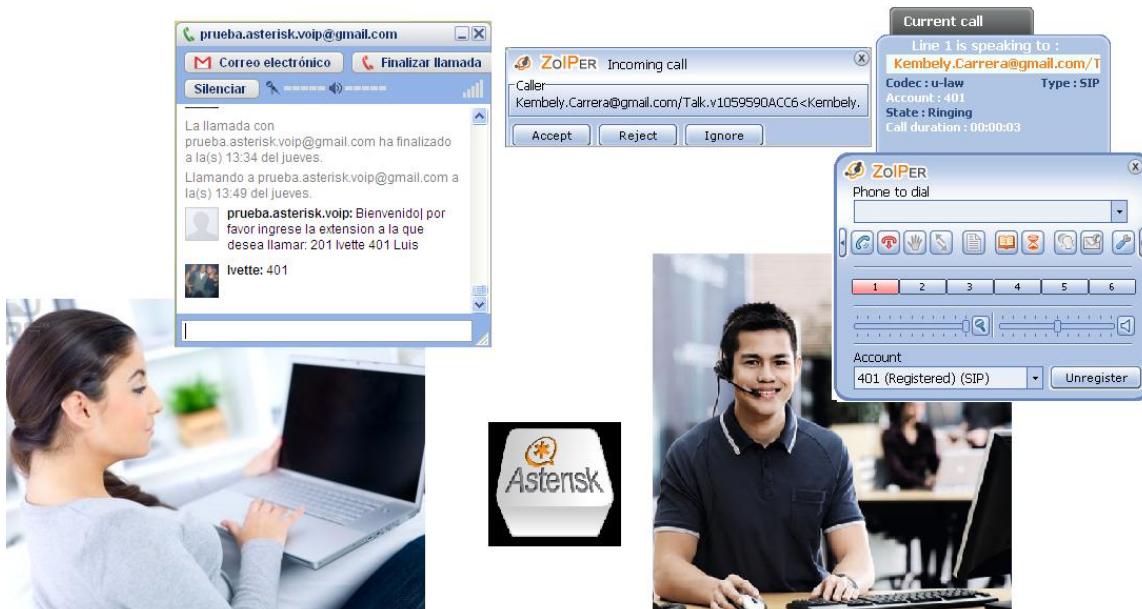 prueba.asterisk.voip@gmail.com
Correo electrónico
Finalizar llamada
Silenciar
La llamada con
prueba.asterisk.voip@gmail.com ha finalizado
a la(s) 13:34 del jueves.
Llamando a prueba.asterisk.voip@gmail.com a
la(s) 13:49 del jueves.
prueba.asterisk.voip: Bienvenido| por
favor ingrese la extension a la que
desea llamar: 201 Ivette 401 Luis
Ivette: 401
ZoIPER Incoming call
Caller
Kembely.Carrera@gmail.com/Talk.v1059590ACC6<Kembely.
Accept Reject Ignore
Current call
Line 1 is speaking to :
Kembely.Carrera@gmail.com/T
Codec : u-law Type : SIP
Account : 401
State : Ringing
Call duration : 00:00:03
ZoIPER
Phone to dial
1 2 3 4 5 6
Account
401 (Registered) (SIP) Unregister
Asterisk